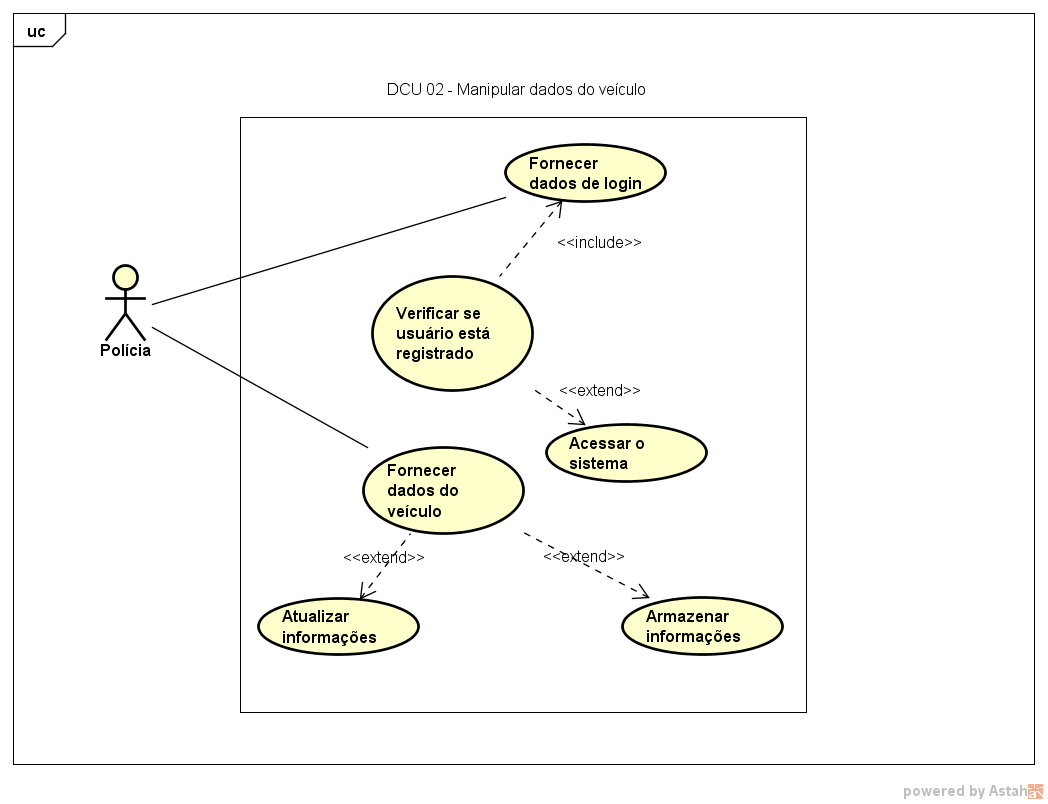 uc
DCU 02 - Manipular dados do veículo
Fornecer
dados de login
<<include>>
Verificar se
usuário está
registrado
Polícia
<<extend>>
Acessar o
sistema
Fornecer
dados do
veículo
<<extend>>
<<extend>>
Atualizar
informações
Armazenar
informações
powered by Astah